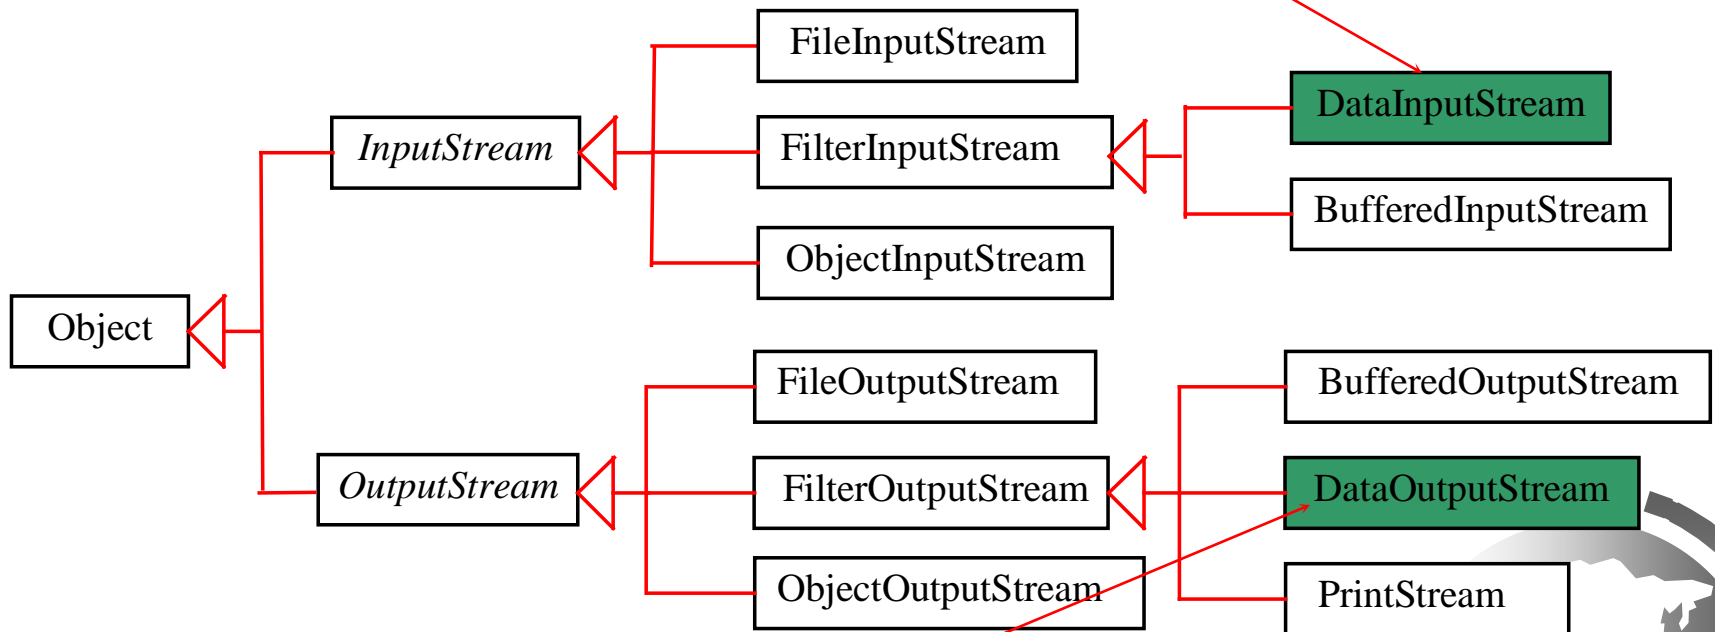 Object
InputStream
OutputStream
FileInputStream
FilterInputStream
ObjectInputStream
FileOutputStream
FilterOutputStream
ObjectOutputStream
DataInputStream
BufferedInputStream
BufferedOutputStream
DataOutputStream
PrintStream